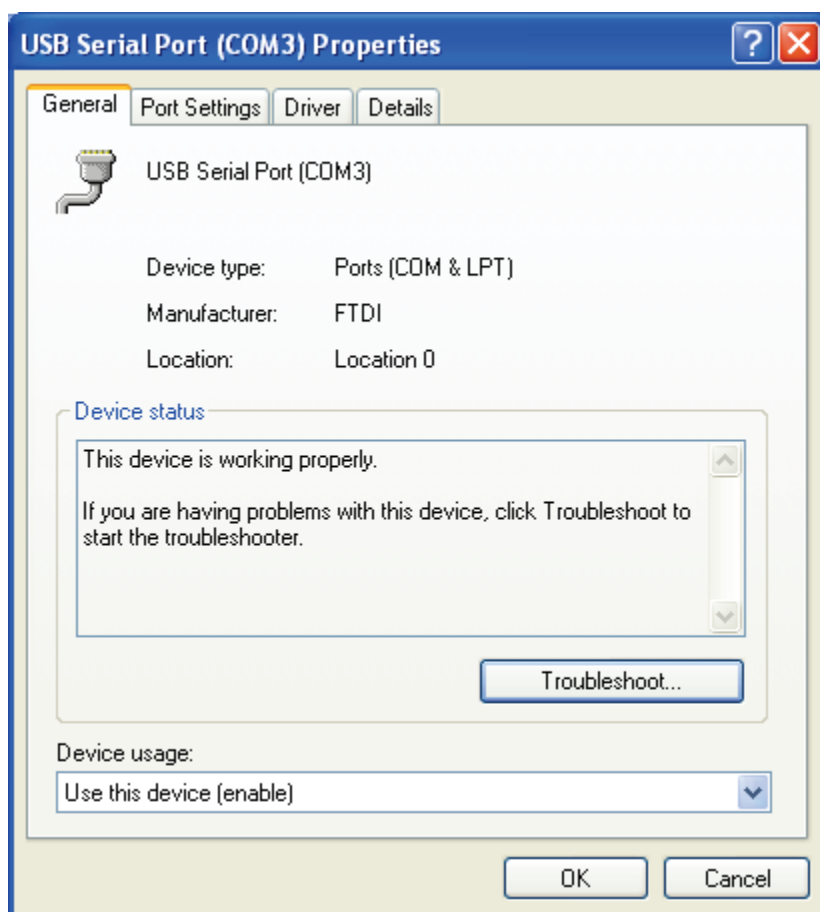 USB Serial Port (COM3) Properties
General Port Settings Driver Details
USB Serial Port (COM3)
Device type: Ports (COM & LPT)
Manufacturer: FTDI
Location: Location 0
Device status
This device is working properly.
If you are having problems with this device, click Troubleshoot to
start the troubleshooter.
Troubleshoot...
Device usage:
Use this device (enable)
OK Cancel